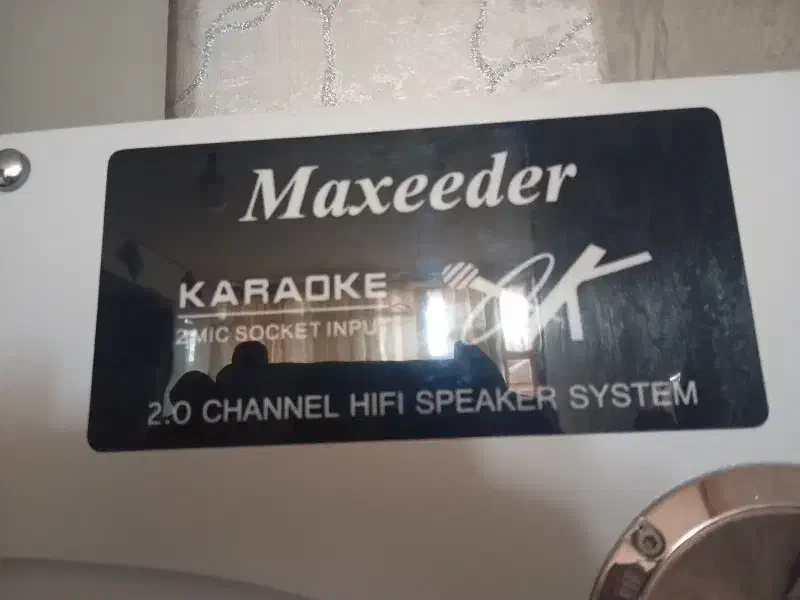 Maxeeder
KARAOKE
2 MIC SOCKET INPUT
2.0 CHANNEL HIFI SPEAKER SYSTEM